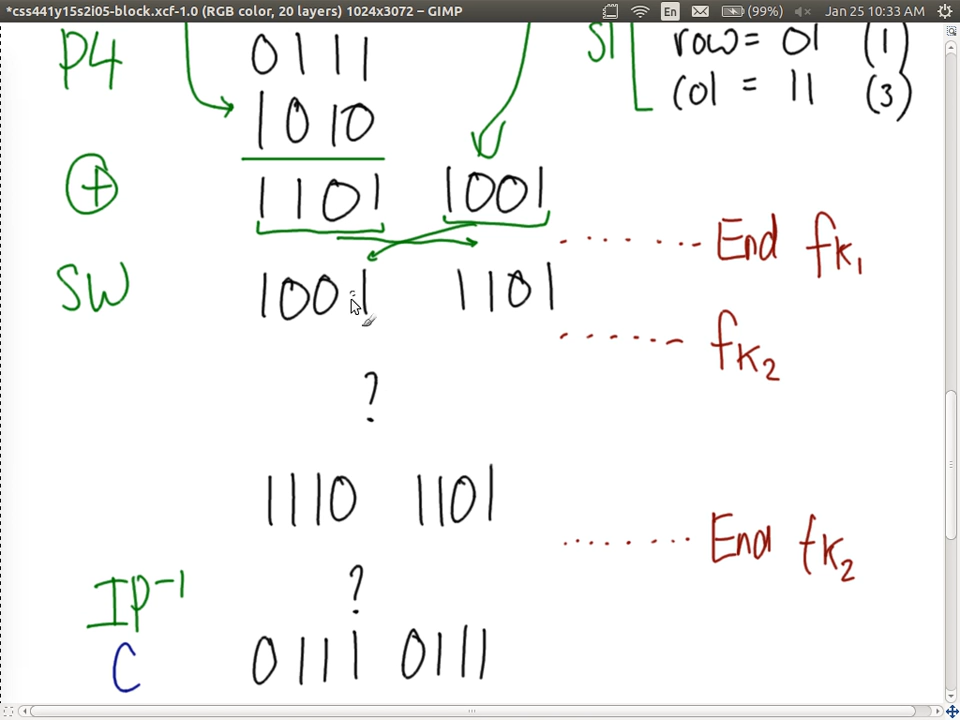 *css441y15s2i05-block.xcf-1.0 (RGB color, 20 layers) 1024x3072 – GIMP
En (99%) Jan 25 10:33 AM
P4 0111
S1 row = 01 (1)
col = 11 (3)
1010
⊕ 1101 1001
End fK1
SW 1001 1101
fK2
?
1110 1101
End fK2
IP-1 ?
C 0111 0111